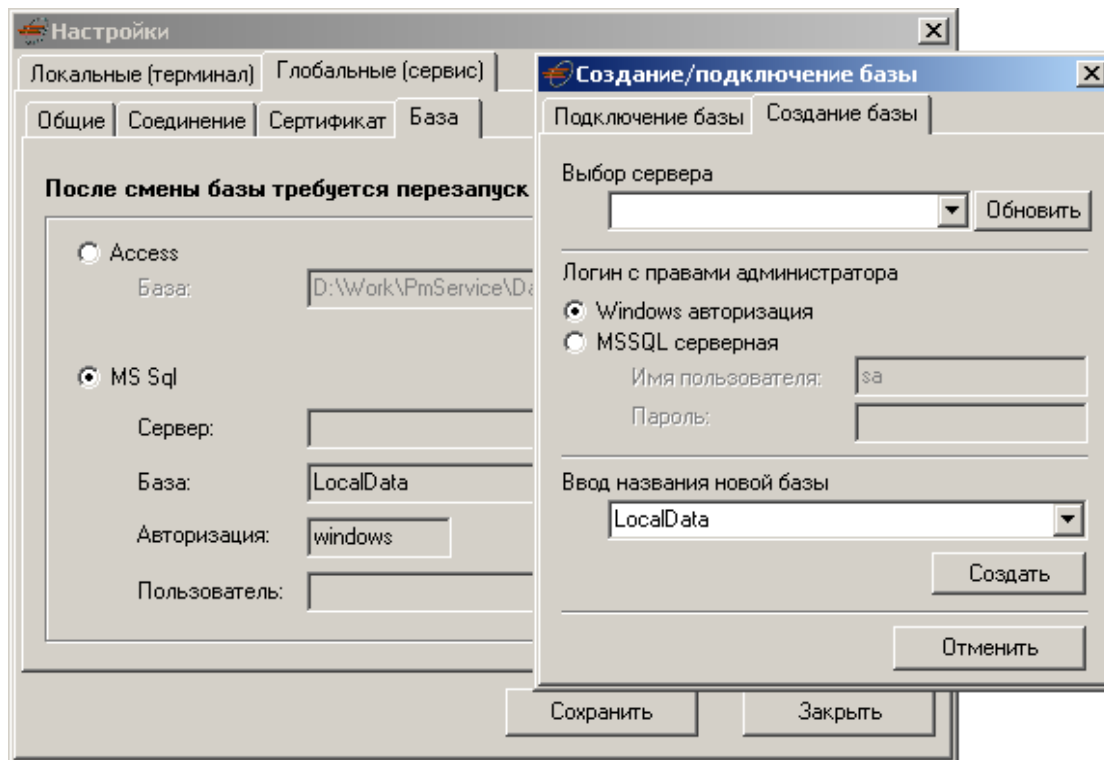 Настройки
Локальные (терминал) Глобальные (сервис)
Общие Соединение Сертификат База
После смены базы требуется перезапуск
Access
База: D:\Work\PmService\Da
MS Sql
Сервер:
База: LocalData
Авторизация: windows
Пользователь:
Сохранить Закрыть
Создание/подключение базы
Подключение базы Создание базы
Выбор сервера
Обновить
Логин с правами администратора
Windows авторизация
MSSQL серверная
Имя пользователя: sa
Пароль:
Ввод названия новой базы
LocalData
Создать
Отменить